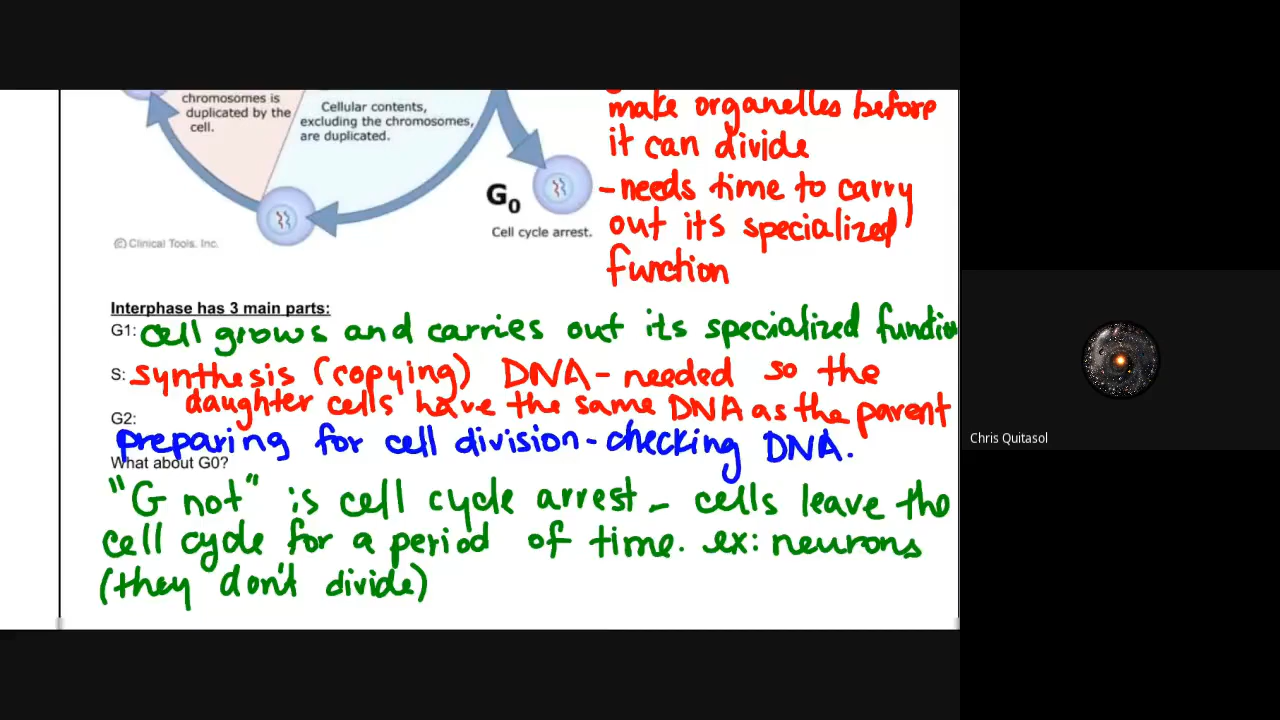 chromosomes is
duplicated by the
cell.
Cellular contents,
excluding the chromosomes,
are duplicated.
G0
Cell cycle arrest.
© Clinical Tools, Inc.
make organelles before
it can divide
- needs time to carry
out its specialized
function
Interphase has 3 main parts:
G1: cell grows and carries out its specialized function
S: synthesis (copying) DNA - needed so the
daughter cells have the same DNA as the parent
G2:
preparing for cell division - checking DNA.
What about G0?
"G not" is cell cycle arrest - cells leave the
cell cycle for a period of time. ex: neurons
(they don't divide)
Chris Quitasol